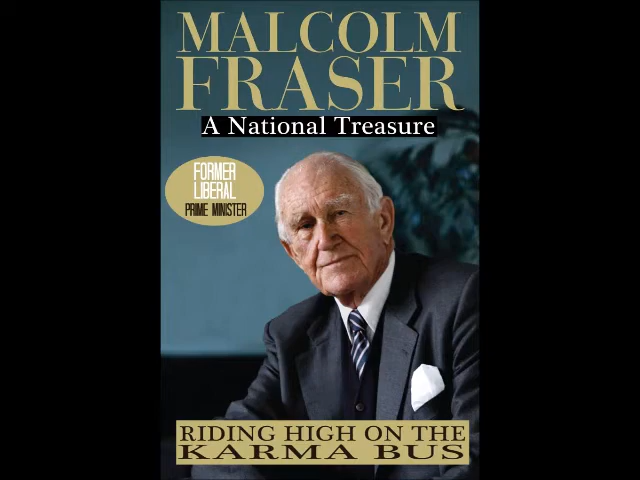 MALCOLM
FRASER
A National Treasure
FORMER
LIBERAL
PRIME MINISTER
RIDING HIGH ON THE
KARMA BUS